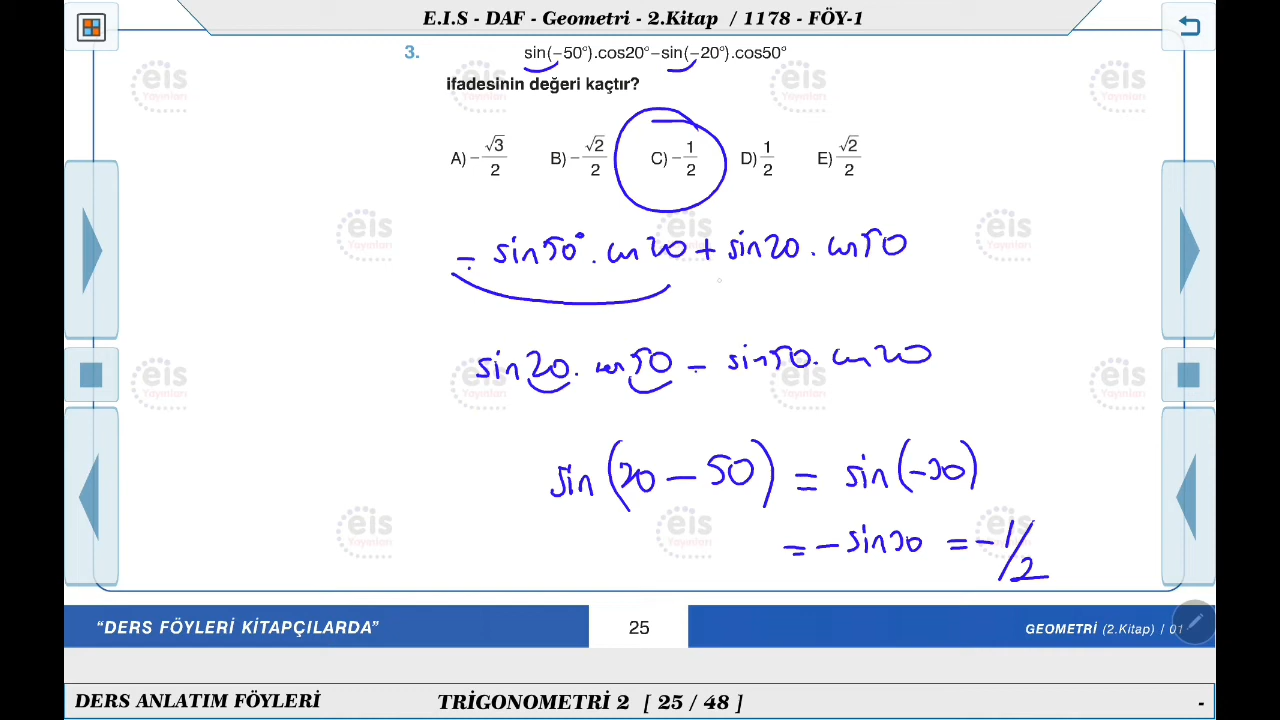 E.I.S - DAF - Geometri - 2.Kitap / 1178 - FÖY-1
3. sin(−50°).cos20°−sin(−20°).cos50°
ifadesinin değeri kaçtır?
A) −√3/2 B) −√2/2 C) −1/2 D) 1/2 E) √2/2
− sin50°. cos20 + sin20 . cos50
sin20. cos50 − sin50. cos20
sin(20 − 50) = sin(−30)
= − sin30 = −1/2
eis Yayınları
"DERS FÖYLERİ KİTAPÇILARDA" 25 GEOMETRİ (2.Kitap) / 01
DERS ANLATIM FÖYLERİ TRİGONOMETRİ 2 [ 25 / 48 ] -